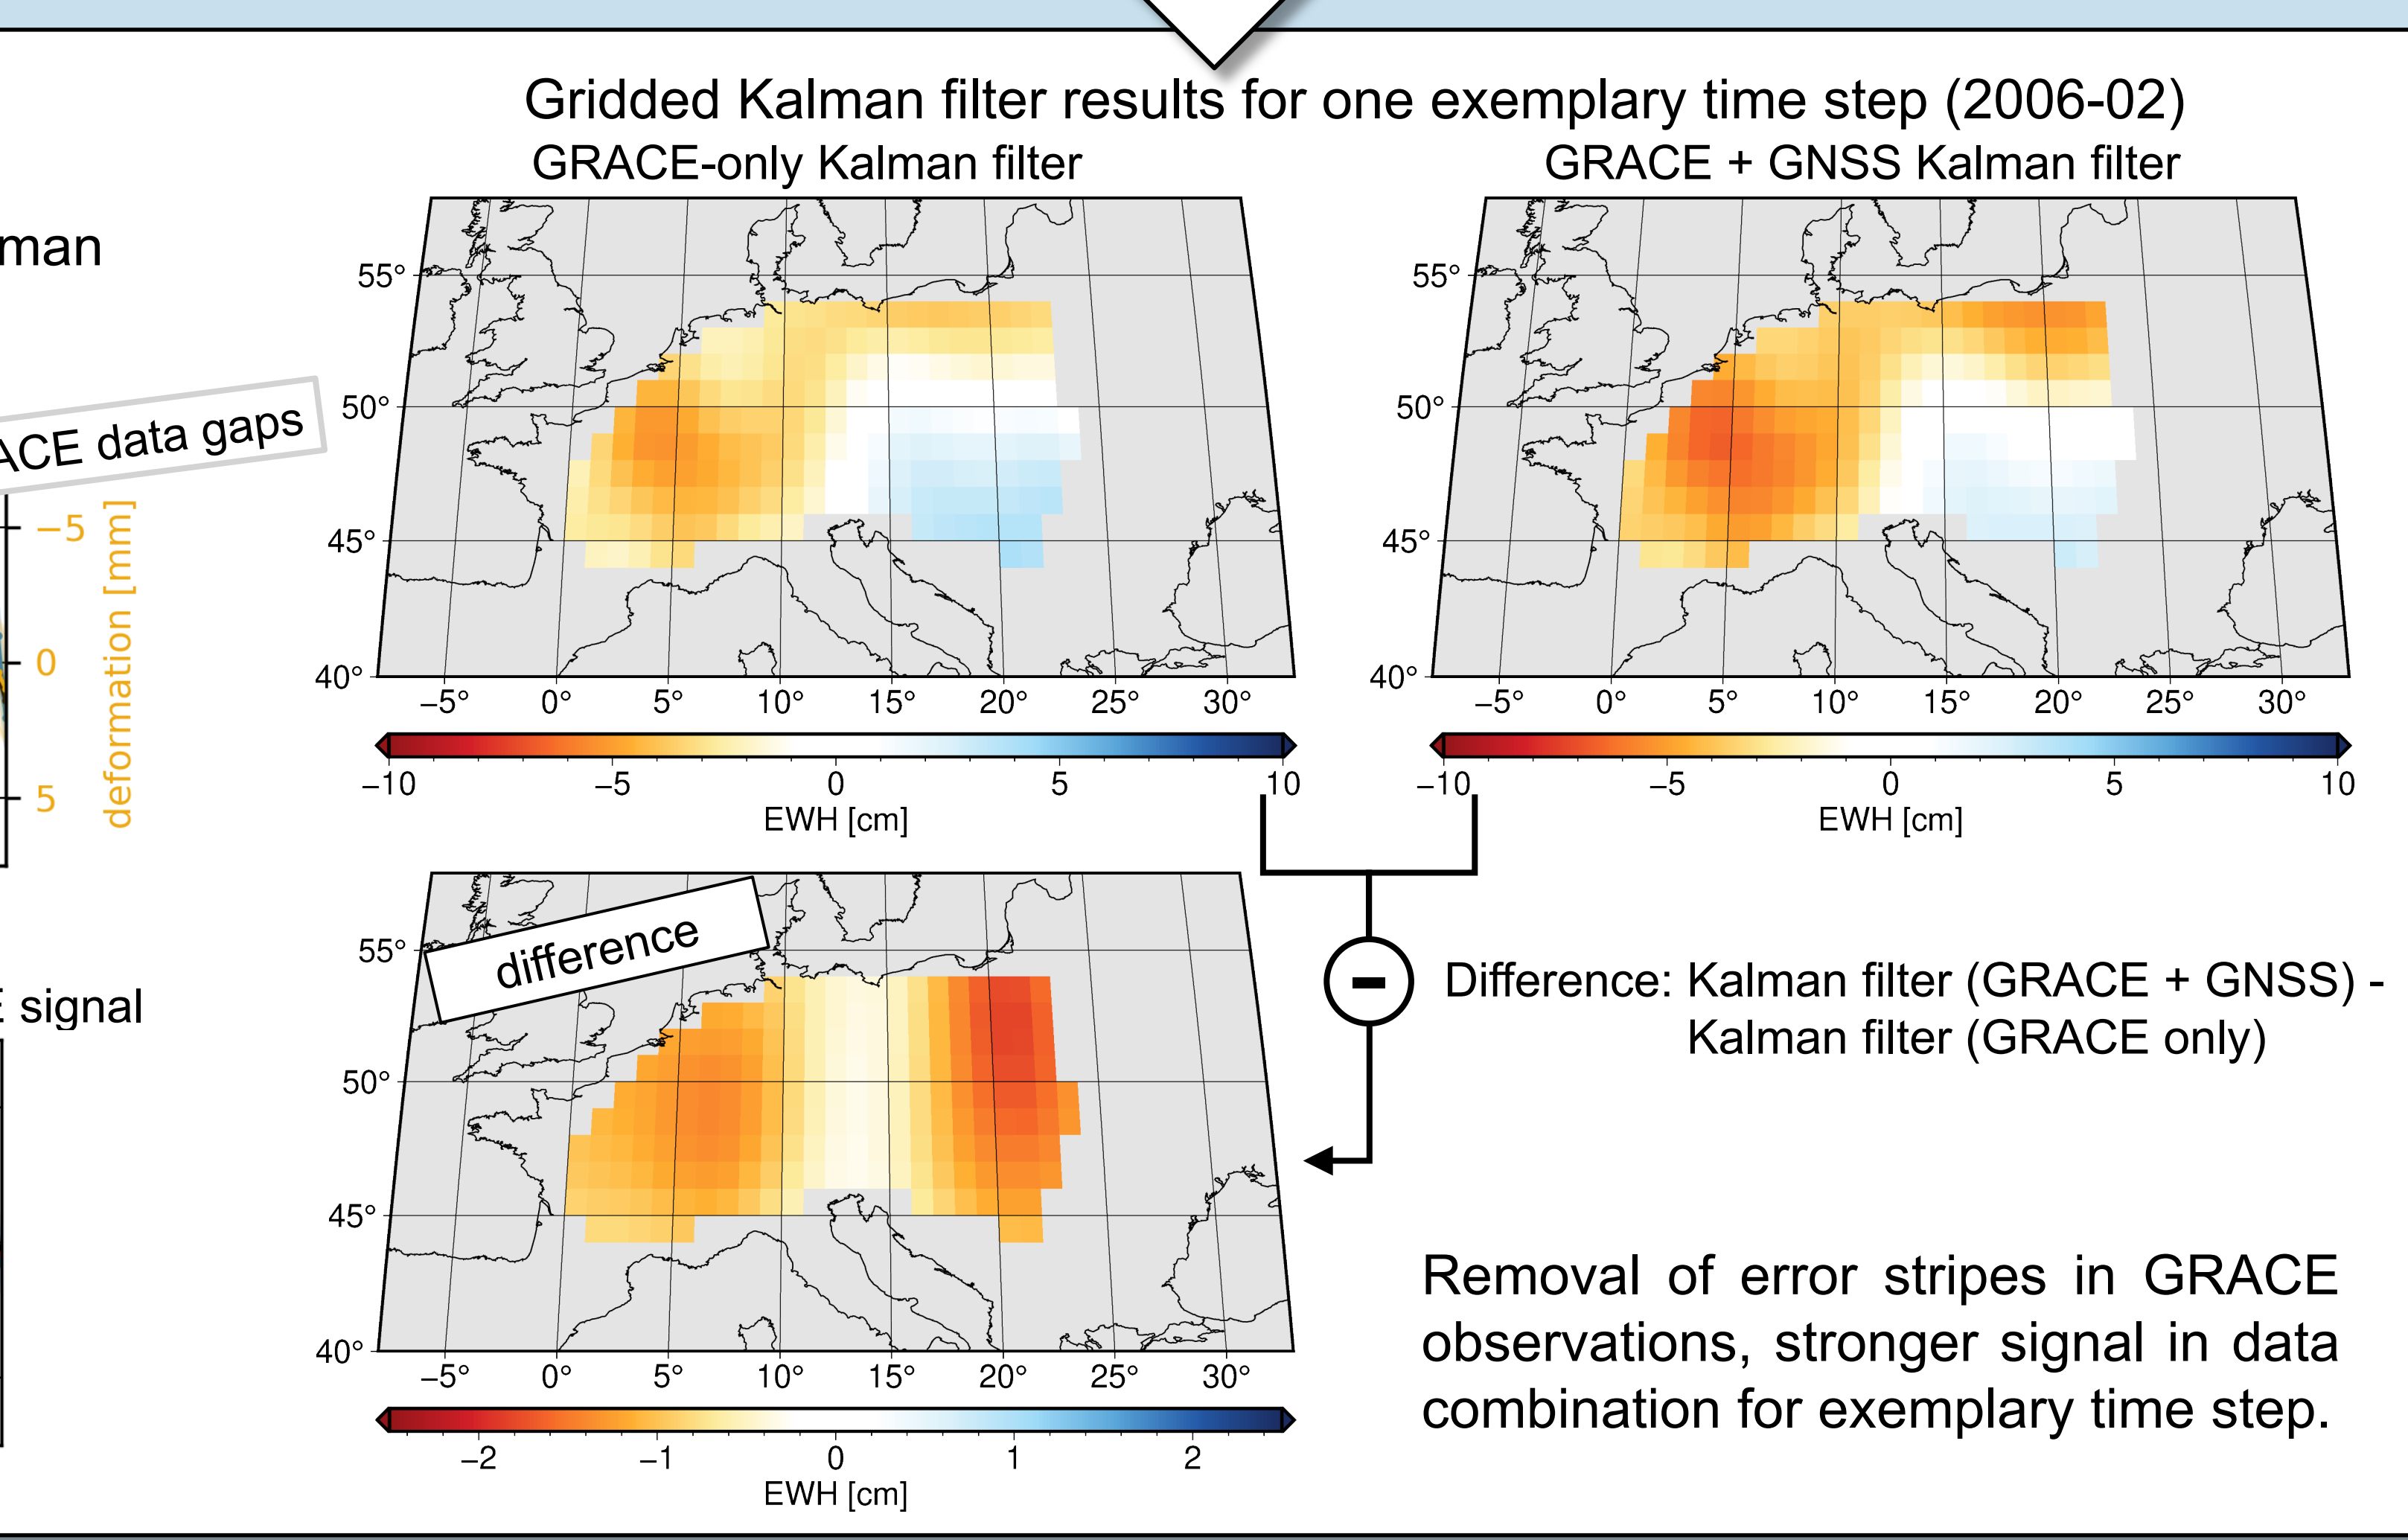 Gridded Kalman filter results for one exemplary time step (2006-02)
GRACE-only Kalman filter
GRACE + GNSS Kalman filter
man
ACE data gaps
−5
0
5
deformation [mm]
signal
55°
50°
45°
40°
−5° 0° 5° 10° 15° 20° 25° 30°
−10 −5 0 5 10
EWH [cm]
55°
50°
45°
40°
−5° 0° 5° 10° 15° 20° 25° 30°
−10 −5 0 5 10
EWH [cm]
difference
55°
50°
45°
40°
−5° 0° 5° 10° 15° 20° 25° 30°
−2 −1 0 1 2
EWH [cm]
-
Difference: Kalman filter (GRACE + GNSS) -
Kalman filter (GRACE only)
Removal of error stripes in GRACE
observations, stronger signal in data
combination for exemplary time step.